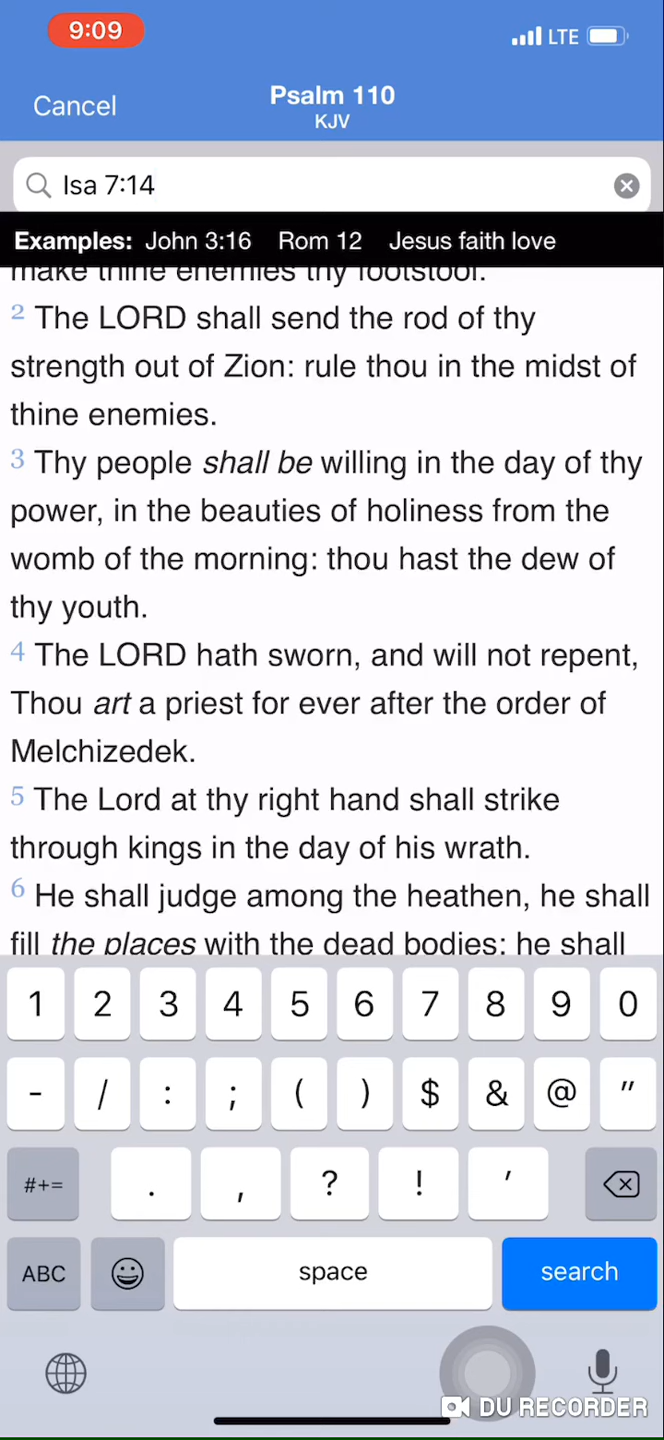 9:09
LTE
Cancel
Psalm 110
KJV
Isa 7:14
Examples: John 3:16 Rom 12 Jesus faith love
make thine enemies thy footstool.
2 The LORD shall send the rod of thy
strength out of Zion: rule thou in the midst of
thine enemies.
3 Thy people shall be willing in the day of thy
power, in the beauties of holiness from the
womb of the morning: thou hast the dew of
thy youth.
4 The LORD hath sworn, and will not repent,
Thou art a priest for ever after the order of
Melchizedek.
5 The Lord at thy right hand shall strike
through kings in the day of his wrath.
6 He shall judge among the heathen, he shall
fill the places with the dead bodies; he shall
1 2 3 4 5 6 7 8 9 0
- / : ; ( ) $ & @ "
#+= . , ? ! '
ABC space search
DU RECORDER